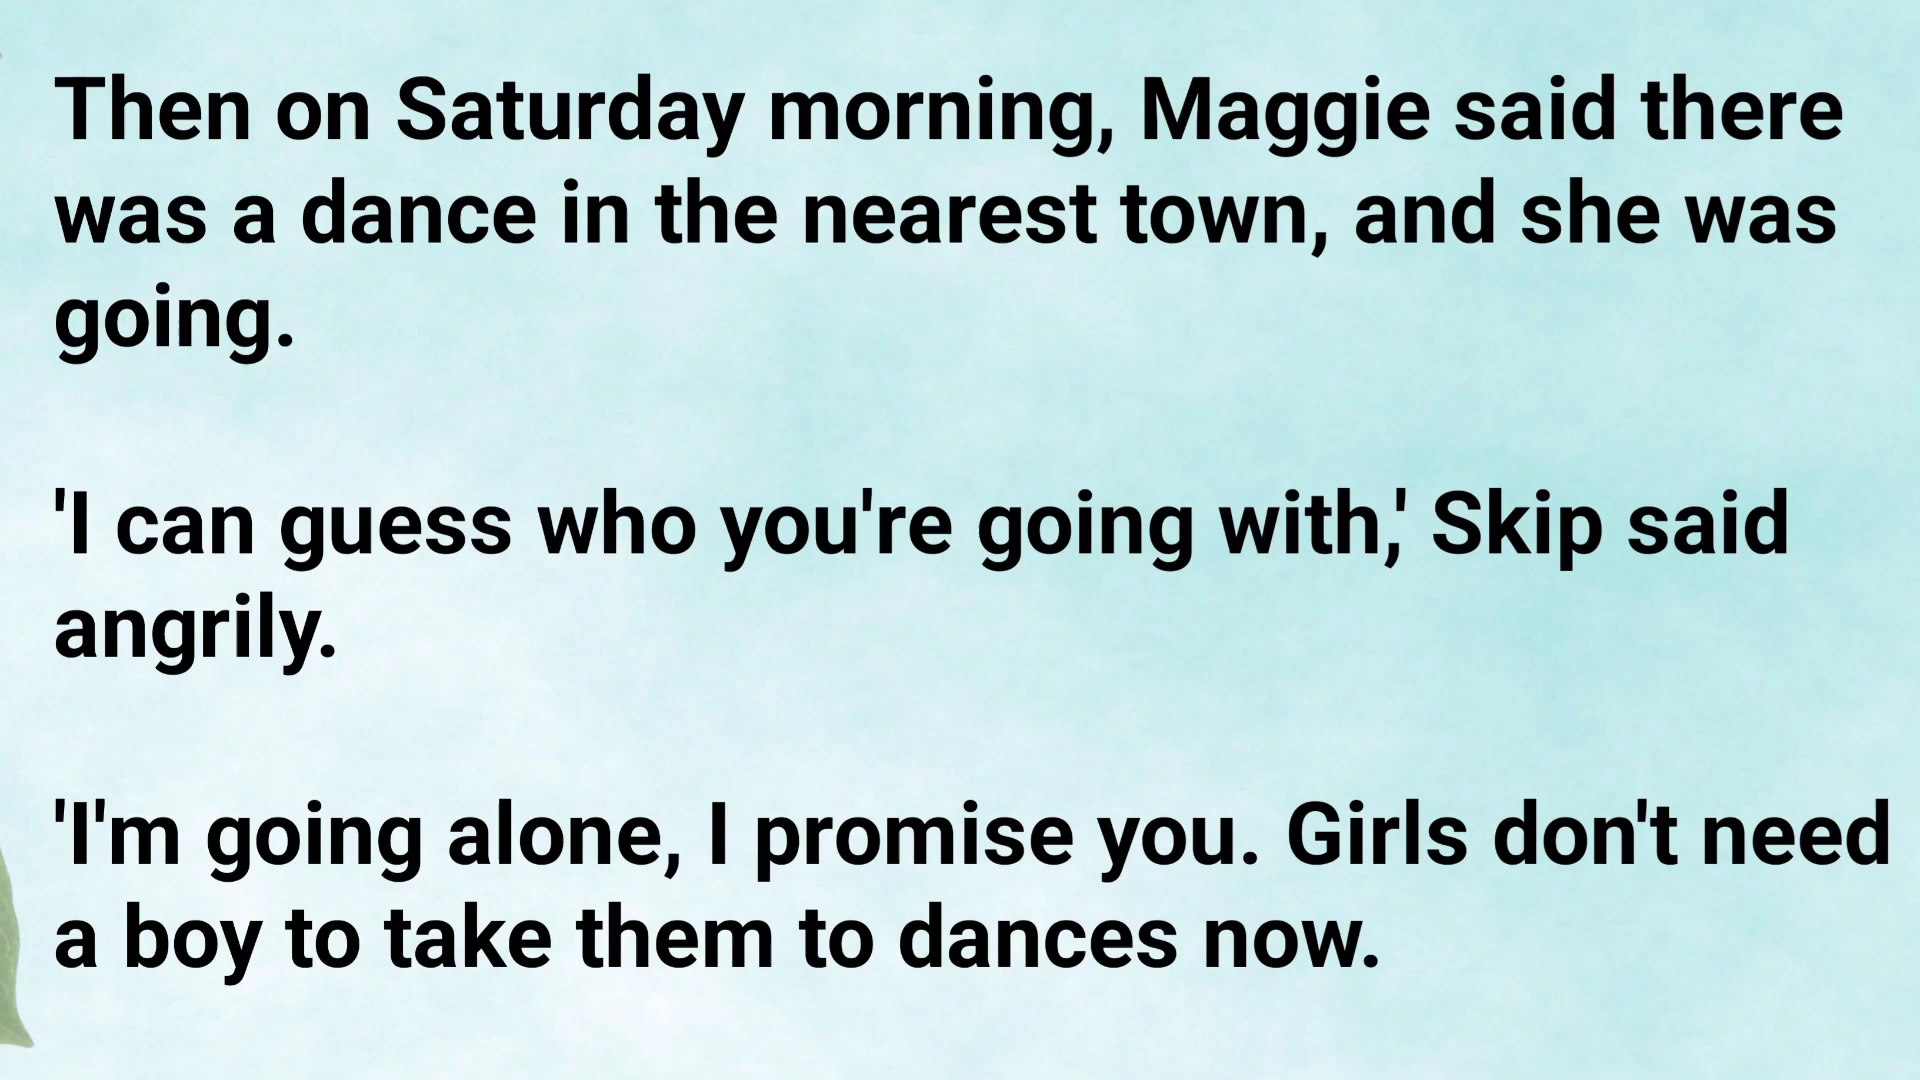 Then on Saturday morning, Maggie said there
was a dance in the nearest town, and she was
going.
'I can guess who you're going with,' Skip said
angrily.
'I'm going alone, I promise you. Girls don't need
a boy to take them to dances now.